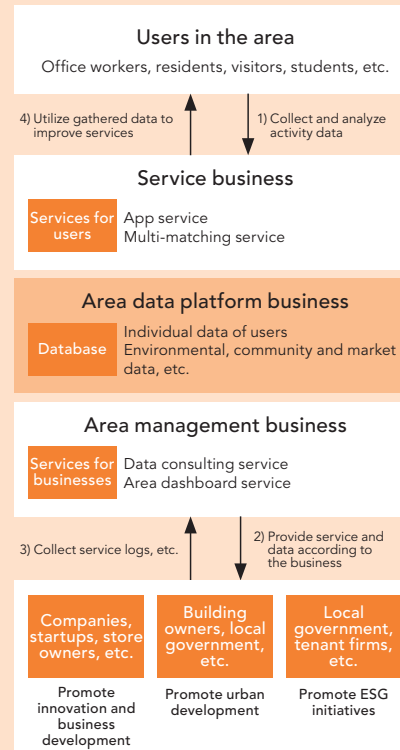 Users in the area
Office workers, residents, visitors, students, etc.
4) Utilize gathered data to
improve services
1) Collect and analyze
activity data
Service business
Services for
users
App service
Multi-matching service
Area data platform business
Database
Individual data of users
Environmental, community and market
data, etc.
Area management business
Services for
businesses
Data consulting service
Area dashboard service
3) Collect service logs, etc.
2) Provide service and
data according to
the business
Companies,
startups, store
owners, etc.
Building
owners, local
government,
etc.
Local
government,
tenant firms,
etc.
Promote
innovation and
business
development
Promote urban
development
Promote ESG
initiatives